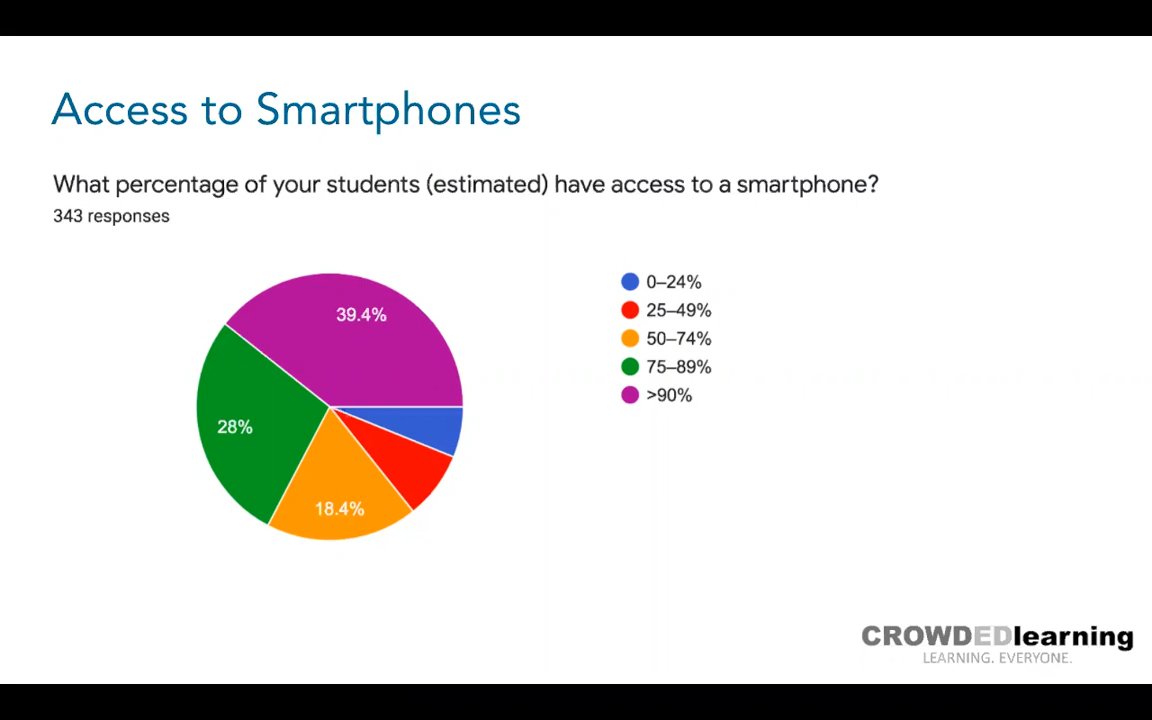 Access to Smartphones
What percentage of your students (estimated) have access to a smartphone?
343 responses
39.4%
28%
18.4%
0–24%
25–49%
50–74%
75–89%
>90%
CROWDEDlearning
LEARNING. EVERYONE.